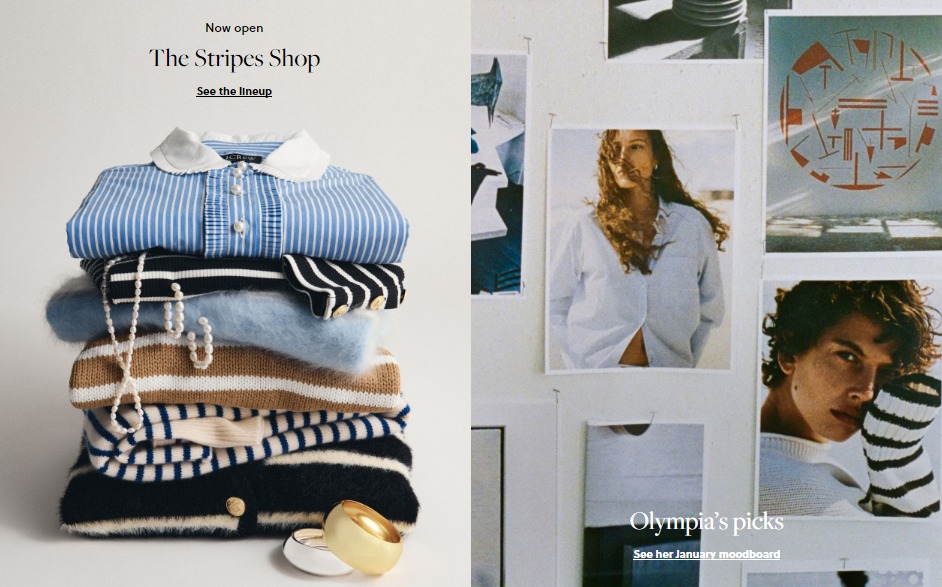 Now open
The Stripes Shop
See the lineup
J.CREW
Olympia's picks
See her January moodboard